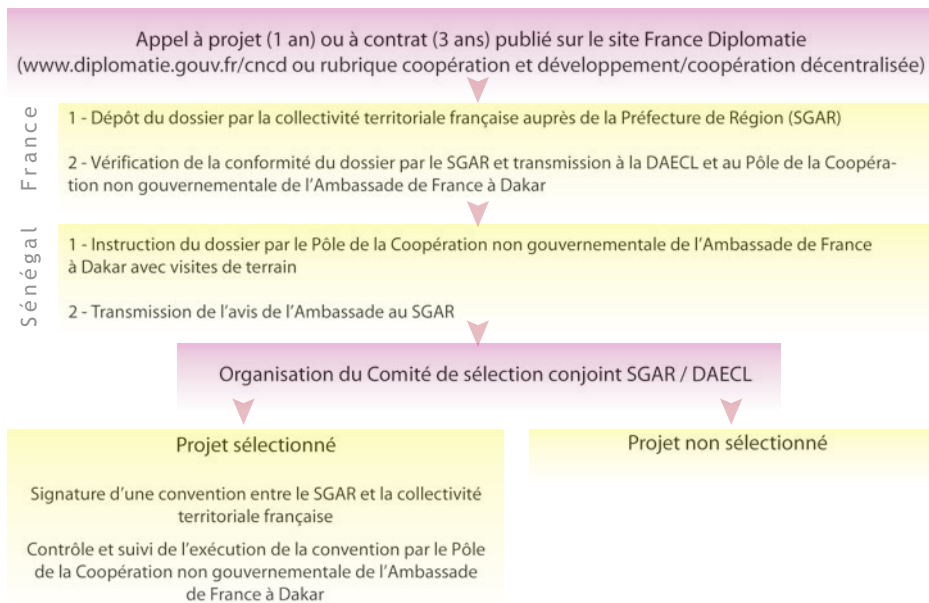 Appel à projet (1 an) ou à contrat (3 ans) publié sur le site France Diplomatie
(www.diplomatie.gouv.fr/cncd ou rubrique coopération et développement/coopération décentralisée)
France
1 - Dépôt du dossier par la collectivité territoriale française auprès de la Préfecture de Région (SGAR)
2 - Vérification de la conformité du dossier par le SGAR et transmission à la DAECL et au Pôle de la Coopéra-
tion non gouvernementale de l'Ambassade de France à Dakar
Sénégal
1 - Instruction du dossier par le Pôle de la Coopération non gouvernementale de l'Ambassade de France
à Dakar avec visites de terrain
2 - Transmission de l'avis de l'Ambassade au SGAR
Organisation du Comité de sélection conjoint SGAR / DAECL
Projet sélectionné
Signature d'une convention entre le SGAR et la collectivité
territoriale française
Contrôle et suivi de l'exécution de la convention par le Pôle
de la Coopération non gouvernementale de l'Ambassade
de France à Dakar
Projet non sélectionné